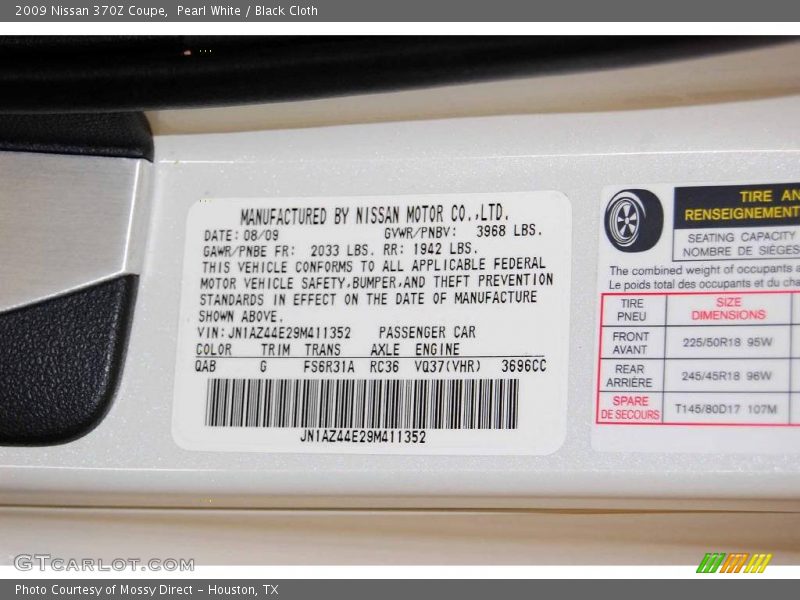 2009 Nissan 370Z Coupe, Pearl White / Black Cloth
MANUFACTURED BY NISSAN MOTOR CO.,LTD.
DATE: 08/09 GVWR/PNBV: 3968 LBS.
GAWR/PNBE FR: 2033 LBS. RR: 1942 LBS.
THIS VEHICLE CONFORMS TO ALL APPLICABLE FEDERAL
MOTOR VEHICLE SAFETY,BUMPER,AND THEFT PREVENTION
STANDARDS IN EFFECT ON THE DATE OF MANUFACTURE
SHOWN ABOVE.
VIN: JN1AZ44E29M411352 PASSENGER CAR
COLOR TRIM TRANS AXLE ENGINE
QAB G FS6R31A RC36 VQ37(VHR) 3696CC
JN1AZ44E29M411352
TIRE
RENSEIGNEMENT
SEATING CAPACITY
NOMBRE DE SIÈGES
The combined weight of occupants
Le poids total des occupants et du
TIRE SIZE
PNEU DIMENSIONS
FRONT
AVANT 225/50R18 95W
REAR
ARRIÈRE 245/45R18 96W
SPARE
DE SECOURS T145/80D17 107M
GTCARLOT.COM
Photo Courtesy of Mossy Direct - Houston, TX